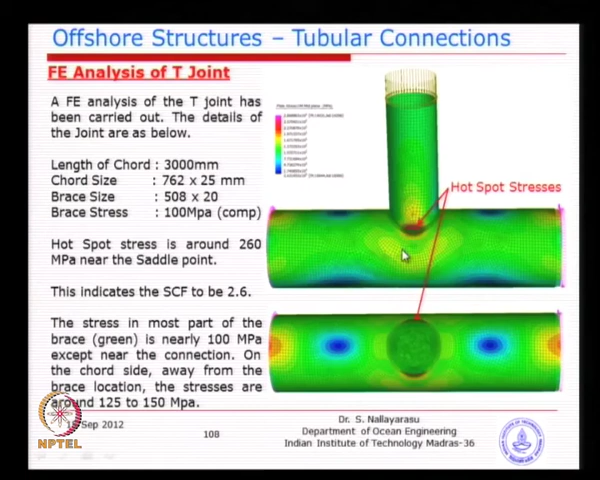 Offshore Structures – Tubular Connections
FE Analysis of T Joint
A FE analysis of the T joint has
been carried out. The details of
the Joint are as below.
Length of Chord : 3000mm
Chord Size : 762 x 25 mm
Brace Size : 508 x 20
Brace Stress : 100Mpa (comp)
Hot Spot stress is around 260
MPa near the Saddle point.
This indicates the SCF to be 2.6.
The stress in most part of the
brace (green) is nearly 100 MPa
except near the connection. On
the chord side, away from the
brace location, the stresses are
around 125 to 150 Mpa.
Hot Spot Stresses
Sep 2012
108
Dr. S. Nallayarasu
Department of Ocean Engineering
Indian Institute of Technology Madras-36
NPTEL